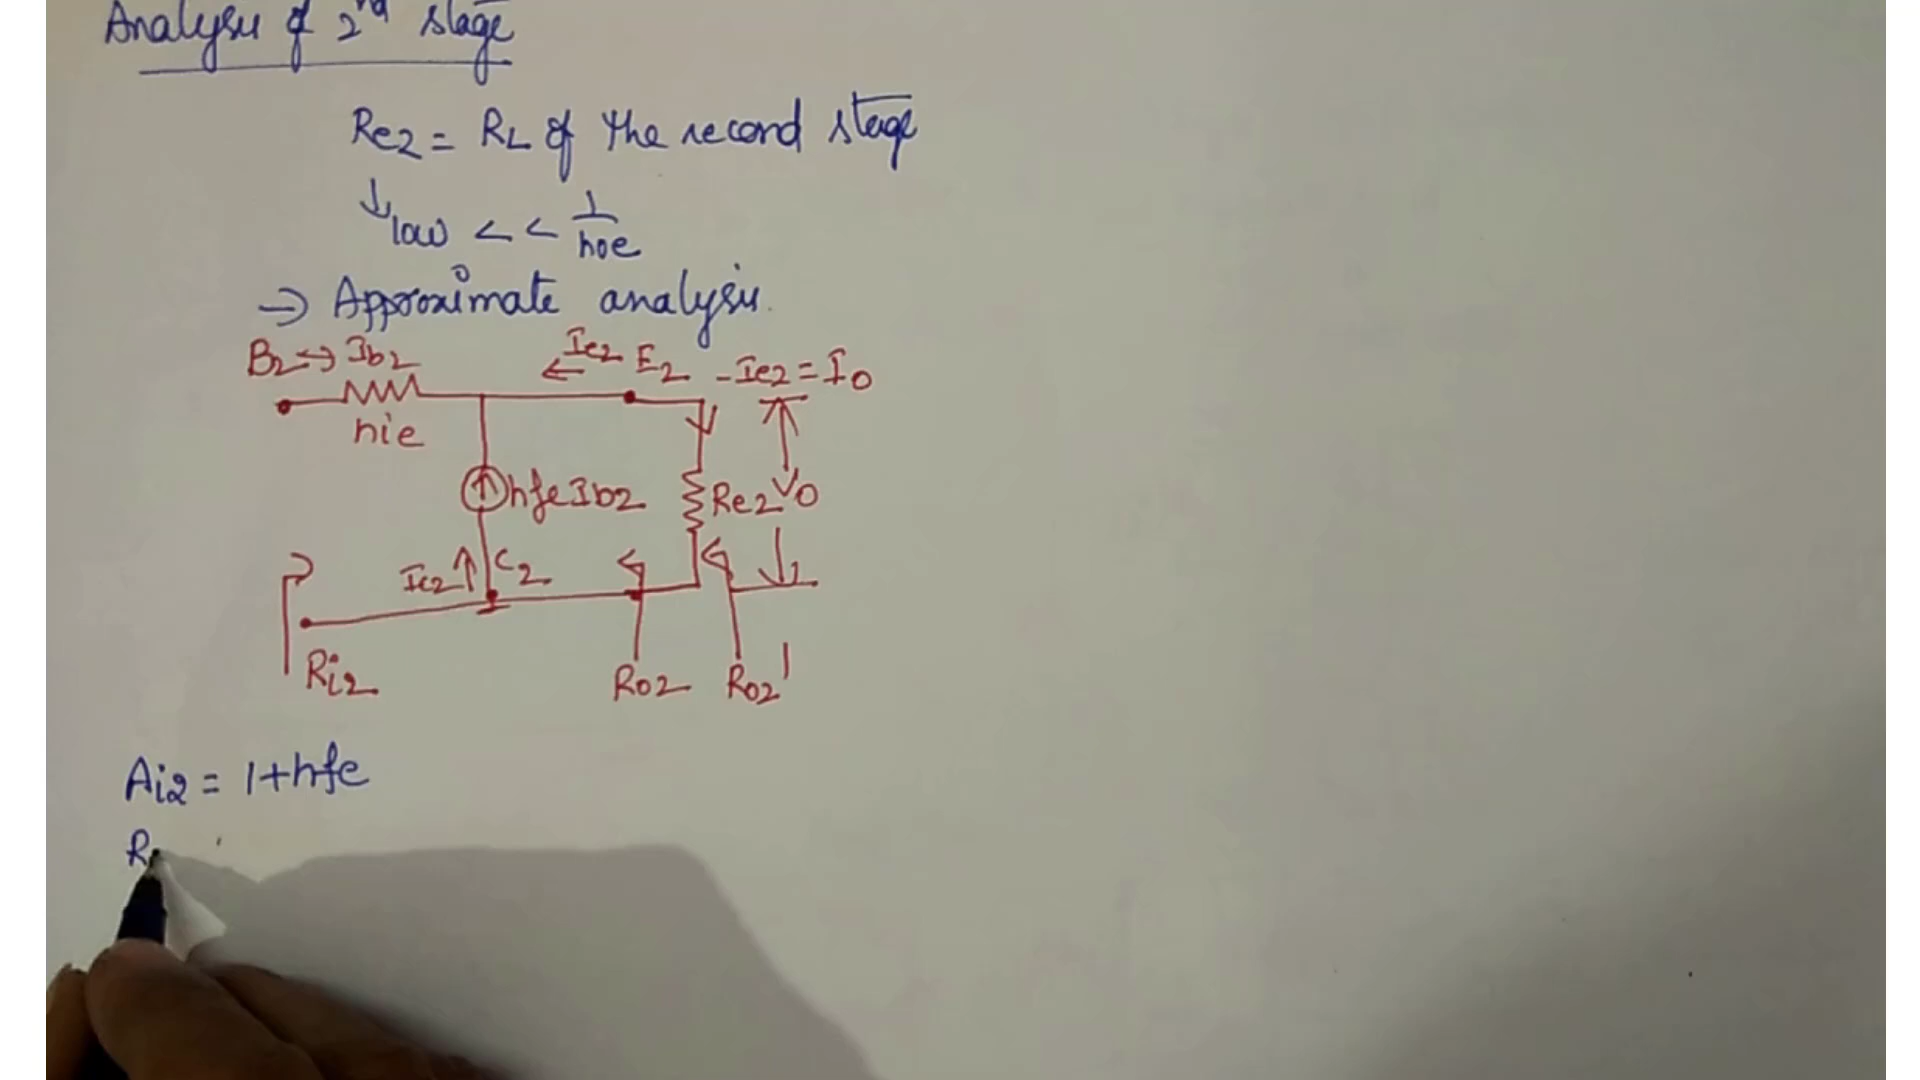 Analysis of 2nd stage
Re2 = RL of the second stage
↓ low << 1/hoe
→ Approximate analysis.
B2 → Ib2
Ie2 E2 -Ie2 = Io
hie
hfeIb2 Re2 Vo
Ic2 C2
Ri2 Ro2 Ro2'
Ai2 = 1+hfe
R